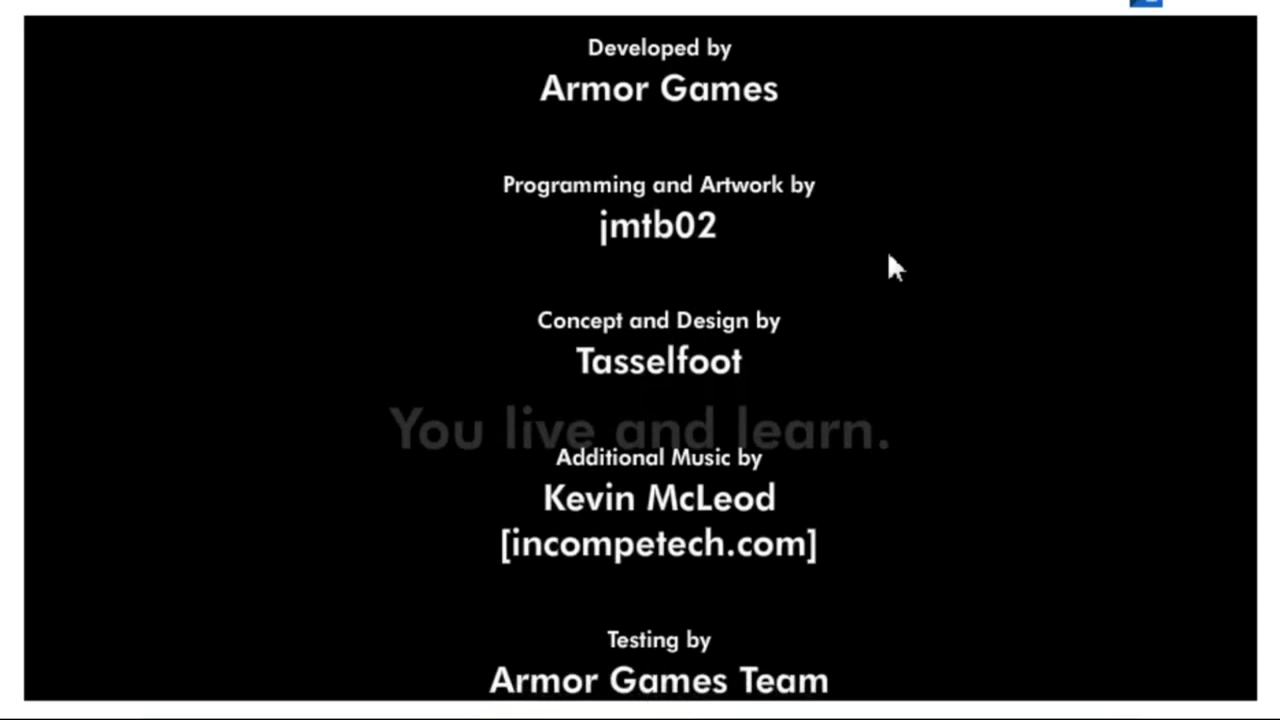 Developed by
Armor Games
Programming and Artwork by
jmtb02
Concept and Design by
Tasselfoot
You live and learn.
Additional Music by
Kevin McLeod
[incompetech.com]
Testing by
Armor Games Team